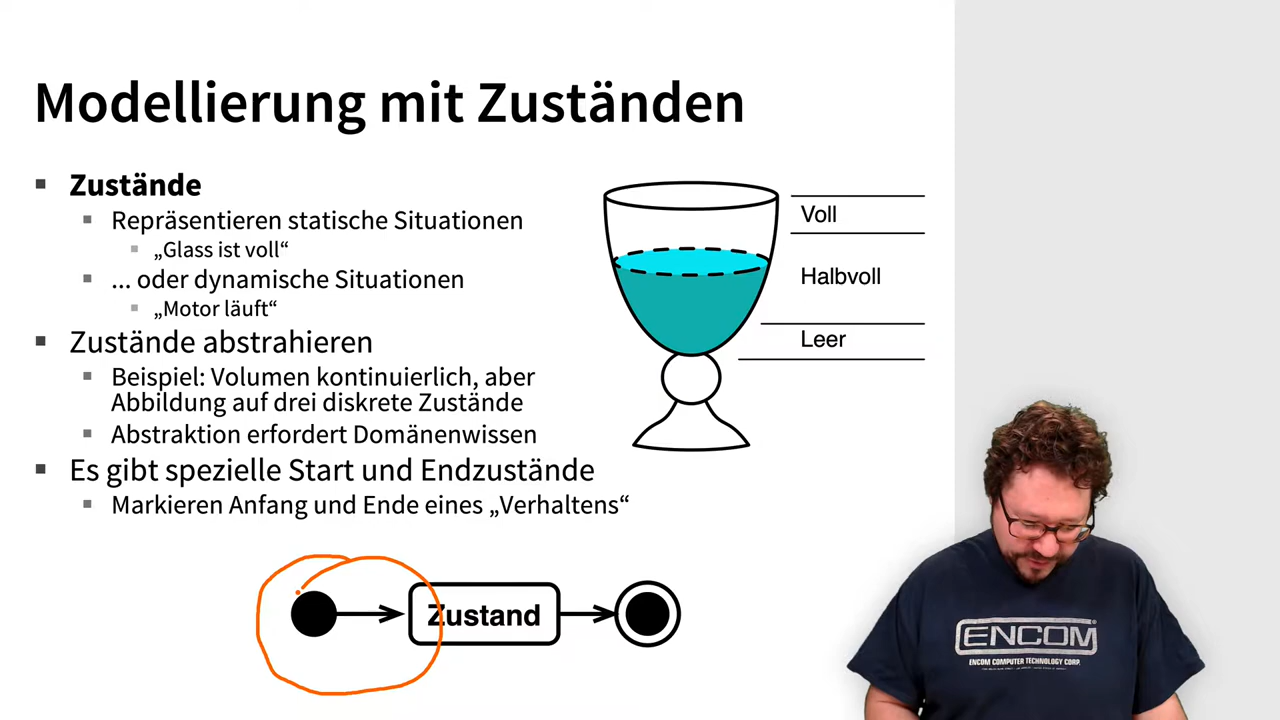 Modellierung mit Zuständen
Zustände
Repräsentieren statische Situationen
„Glass ist voll“
... oder dynamische Situationen
„Motor läuft“
Zustände abstrahieren
Beispiel: Volumen kontinuierlich, aber
Abbildung auf drei diskrete Zustände
Abstraktion erfordert Domänenwissen
Es gibt spezielle Start und Endzustände
Markieren Anfang und Ende eines „Verhaltens“
Voll
Halbvoll
Leer
Zustand
ENCOM
ENCOM COMPUTER TECHNOLOGY CORP.